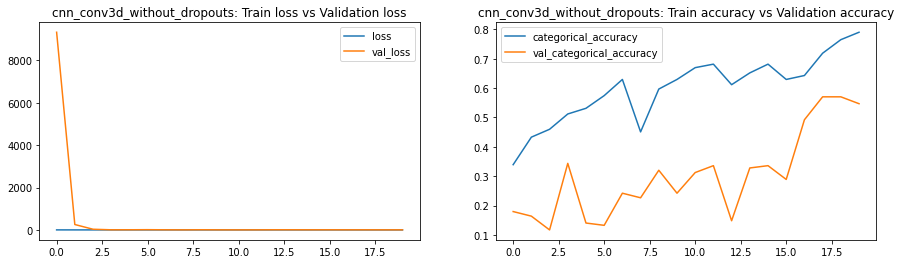 cnn_conv3d_without_dropouts: Train loss vs Validation loss
loss
val_loss
8000
6000
4000
2000
0
0.0 2.5 5.0 7.5 10.0 12.5 15.0 17.5
cnn_conv3d_without_dropouts: Train accuracy vs Validation accuracy
categorical_accuracy
val_categorical_accuracy
0.8
0.7
0.6
0.5
0.4
0.3
0.2
0.1
0.0 2.5 5.0 7.5 10.0 12.5 15.0 17.5